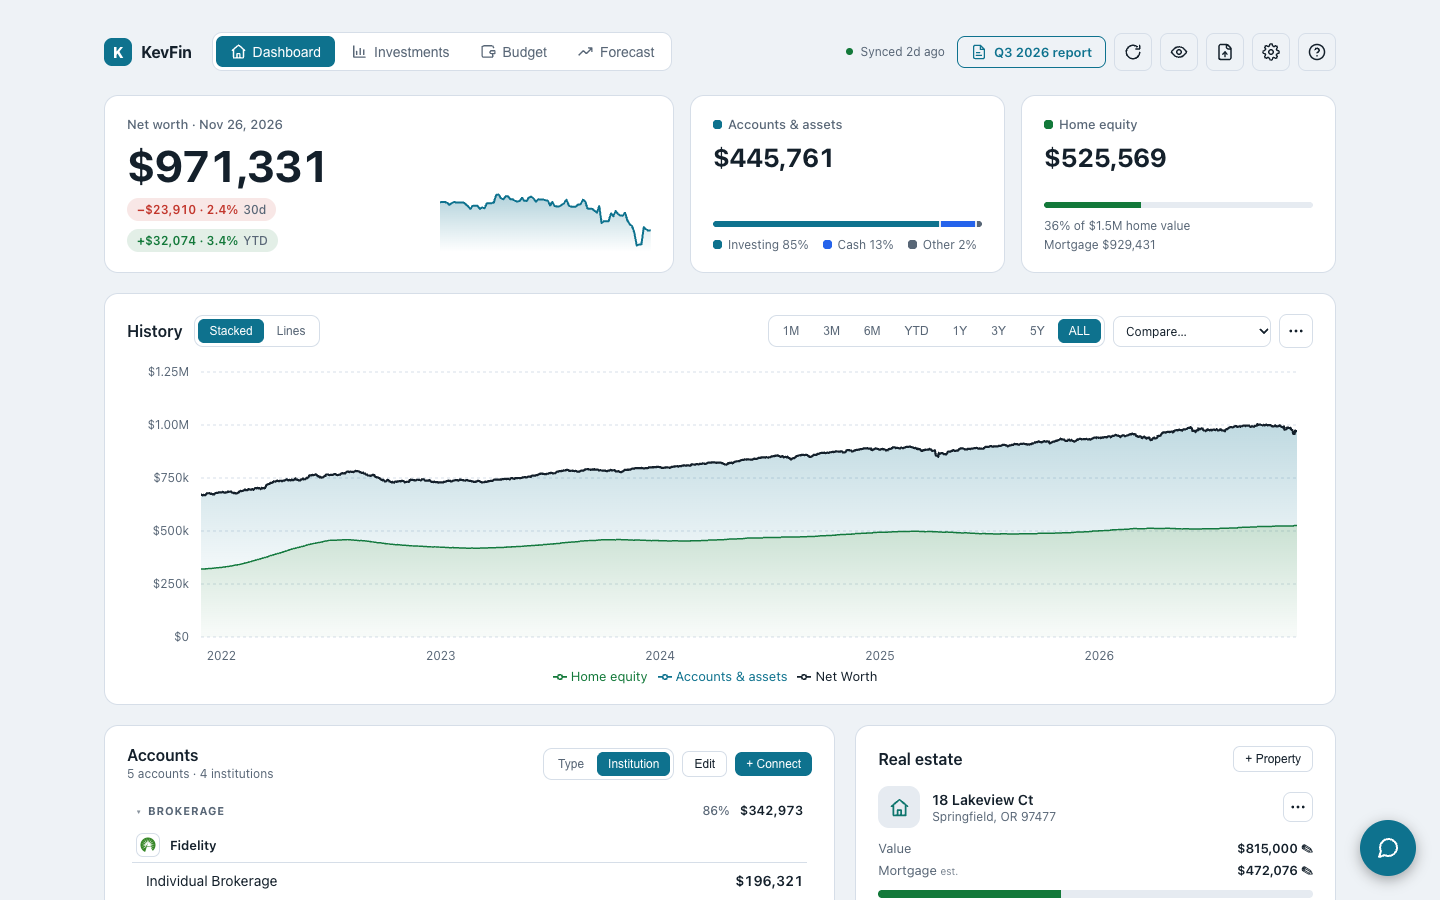 K KevFin Dashboard Investments Budget Forecast Synced 2d ago Q3 2026 report
Net worth · Nov 26, 2026
$971,331
−$23,910 · 2.4% 30d
+$32,074 · 3.4% YTD
Accounts & assets
$445,761
Investing 85% Cash 13% Other 2%
Home equity
$525,569
36% of $1.5M home value
Mortgage $929,431
History Stacked Lines 1M 3M 6M YTD 1Y 3Y 5Y ALL Compare... ...
$1.25M
$1.00M
$750k
$500k
$250k
$0
2022 2023 2024 2025 2026
Home equity Accounts & assets Net Worth
Accounts
5 accounts · 4 institutions
Type Institution Edit + Connect
BROKERAGE 86% $342,973
Fidelity
Individual Brokerage $196,321
Real estate + Property
18 Lakeview Ct
Springfield, OR 97477
Value $815,000
Mortgage est. $472,076